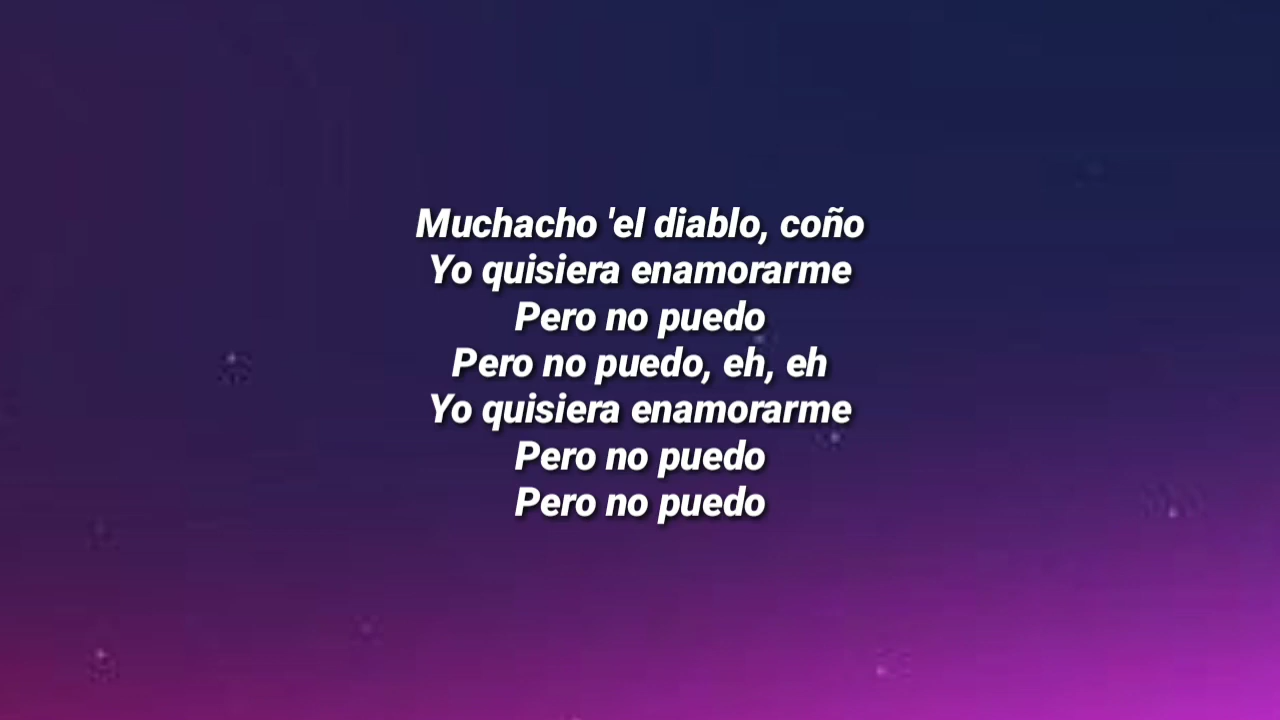 Muchacho 'el diablo, coño
Yo quisiera enamorarme
Pero no puedo
Pero no puedo, eh, eh
Yo quisiera enamorarme
Pero no puedo
Pero no puedo